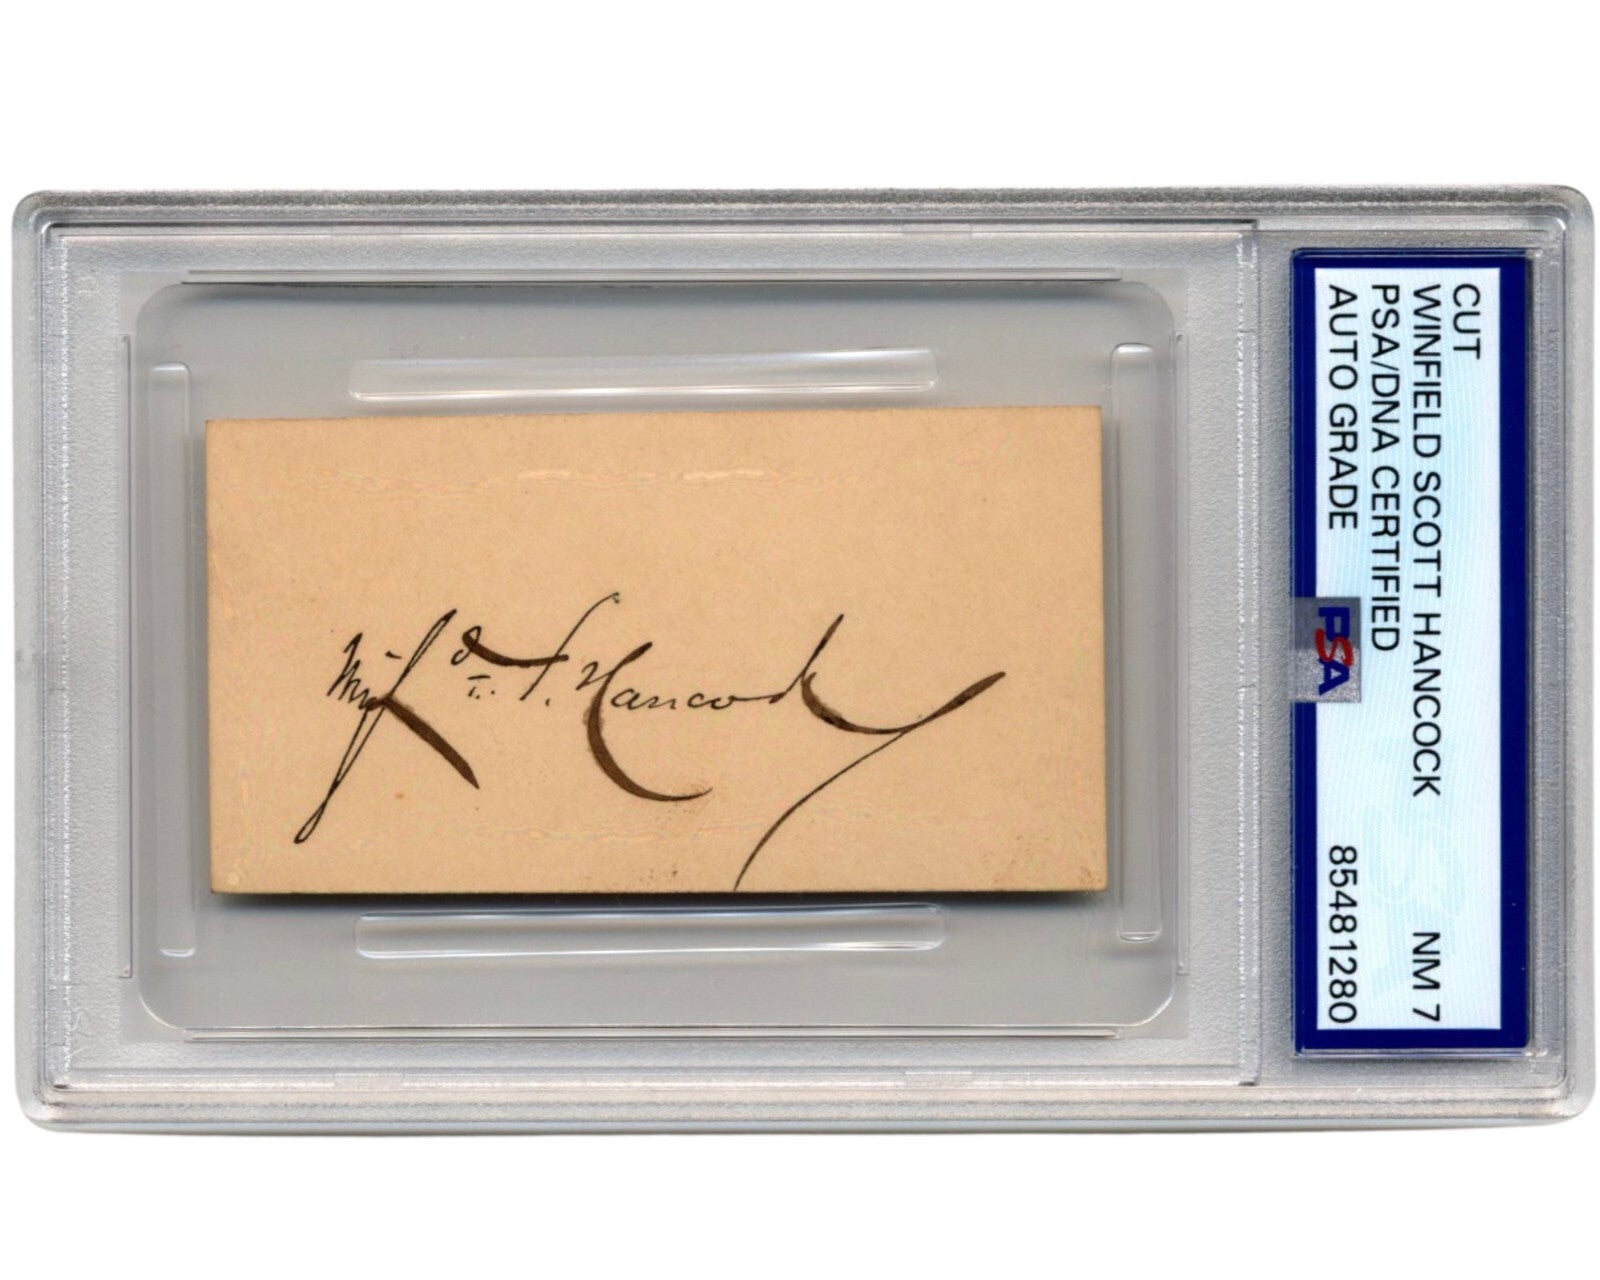 Winfd S. Hancock
CUT
WINFIELD SCOTT HANCOCK NM 7
PSA/DNA CERTIFIED
AUTO GRADE 85481280
PSA